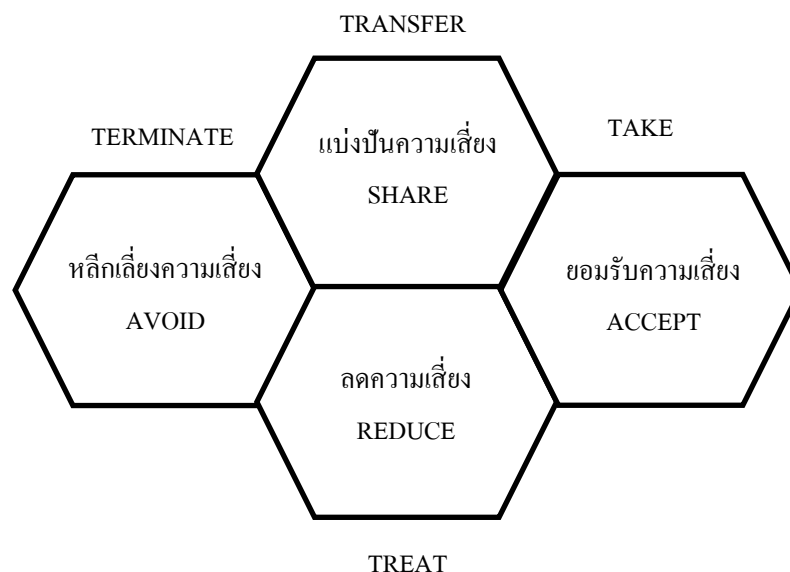 TRANSFER
TERMINATE
TAKE
แบ่งปันความเสี่ยง
SHARE
หลีกเลี่ยงความเสี่ยง
AVOID
ยอมรับความเสี่ยง
ACCEPT
ลดความเสี่ยง
REDUCE
TREAT